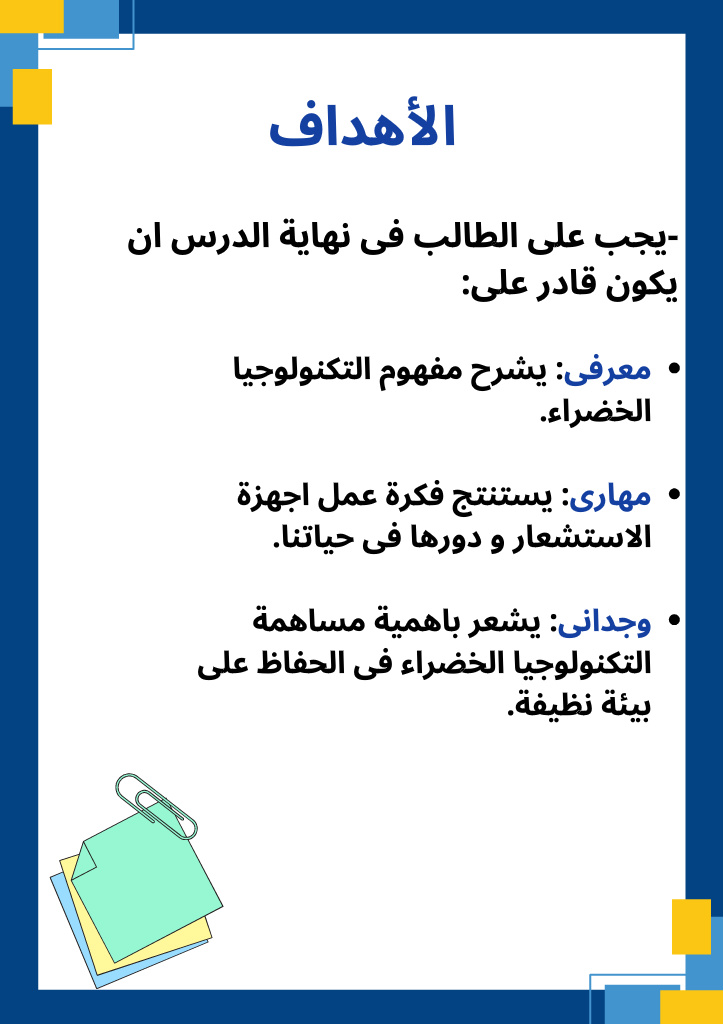 الأهداف
-يجب على الطالب فى نهاية الدرس ان
يكون قادر على:
• معرفى: يشرح مفهوم التكنولوجيا
الخضراء.
• مهارى: يستنتج فكرة عمل اجهزة
الاستشعار و دورها فى حياتنا.
• وجدانى: يشعر باهمية مساهمة
التكنولوجيا الخضراء فى الحفاظ على
بيئة نظيفة.